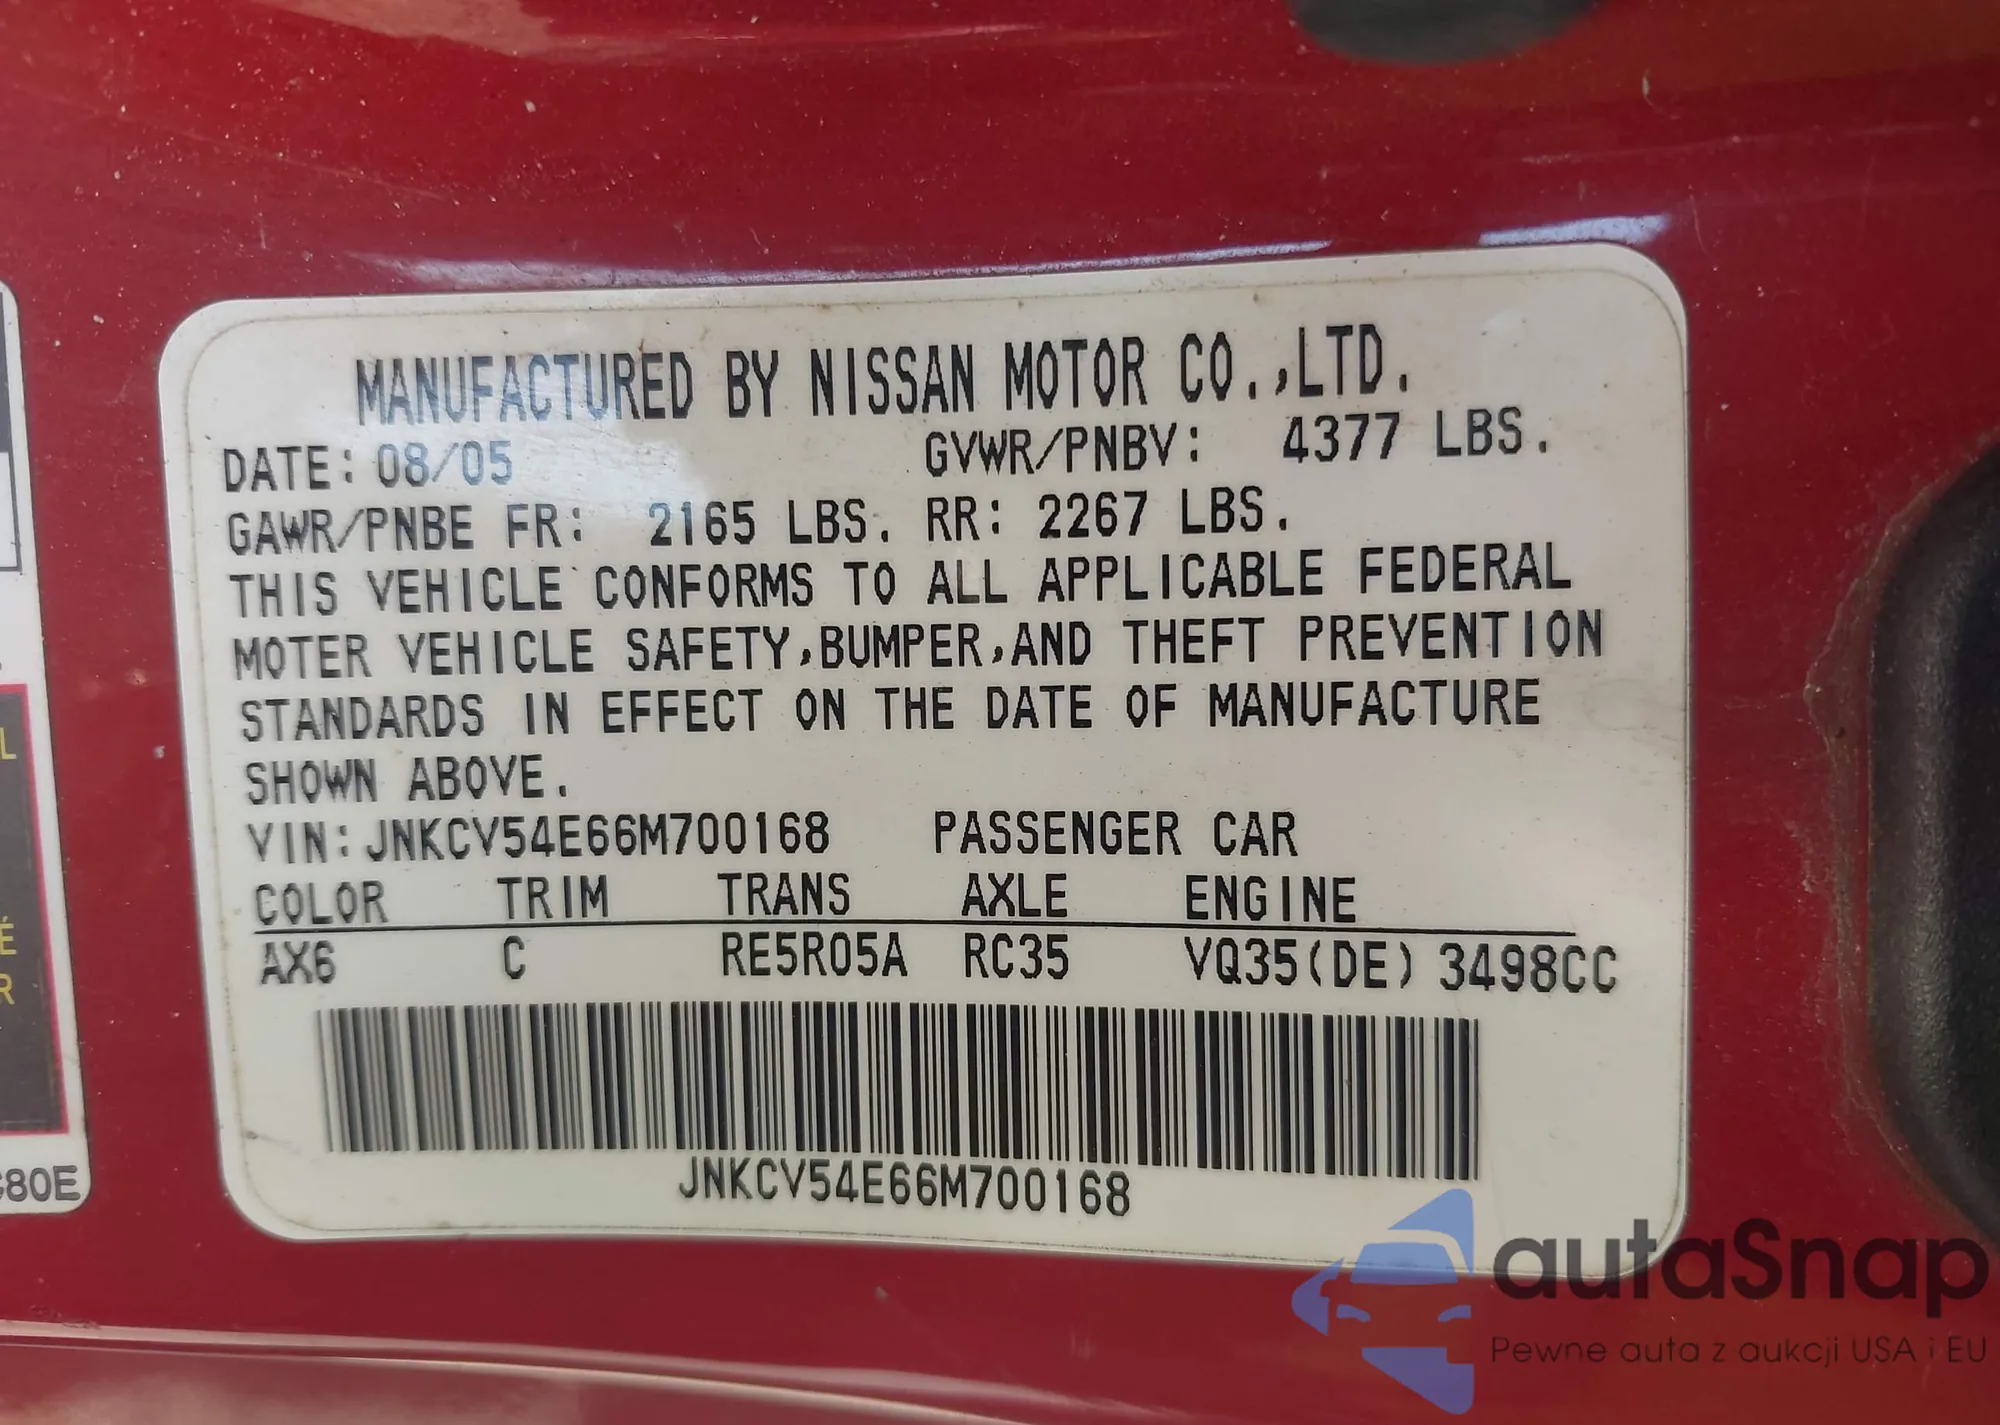 MANUFACTURED BY NISSAN MOTOR CO.,LTD.
DATE: 08/05 GVWR/PNBV: 4377 LBS.
GAWR/PNBE FR: 2165 LBS. RR: 2267 LBS.
THIS VEHICLE CONFORMS TO ALL APPLICABLE FEDERAL
MOTER VEHICLE SAFETY,BUMPER,AND THEFT PREVENTION
STANDARDS IN EFFECT ON THE DATE OF MANUFACTURE
SHOWN ABOVE.
VIN:JNKCV54E66M700168 PASSENGER CAR
COLOR TRIM TRANS AXLE ENGINE
AX6 C RE5R05A RC35 VQ35(DE) 3498CC
JNKCV54E66M700168
L
É
R
80E
autaSnap
Pewne auta z aukcji USA i EU